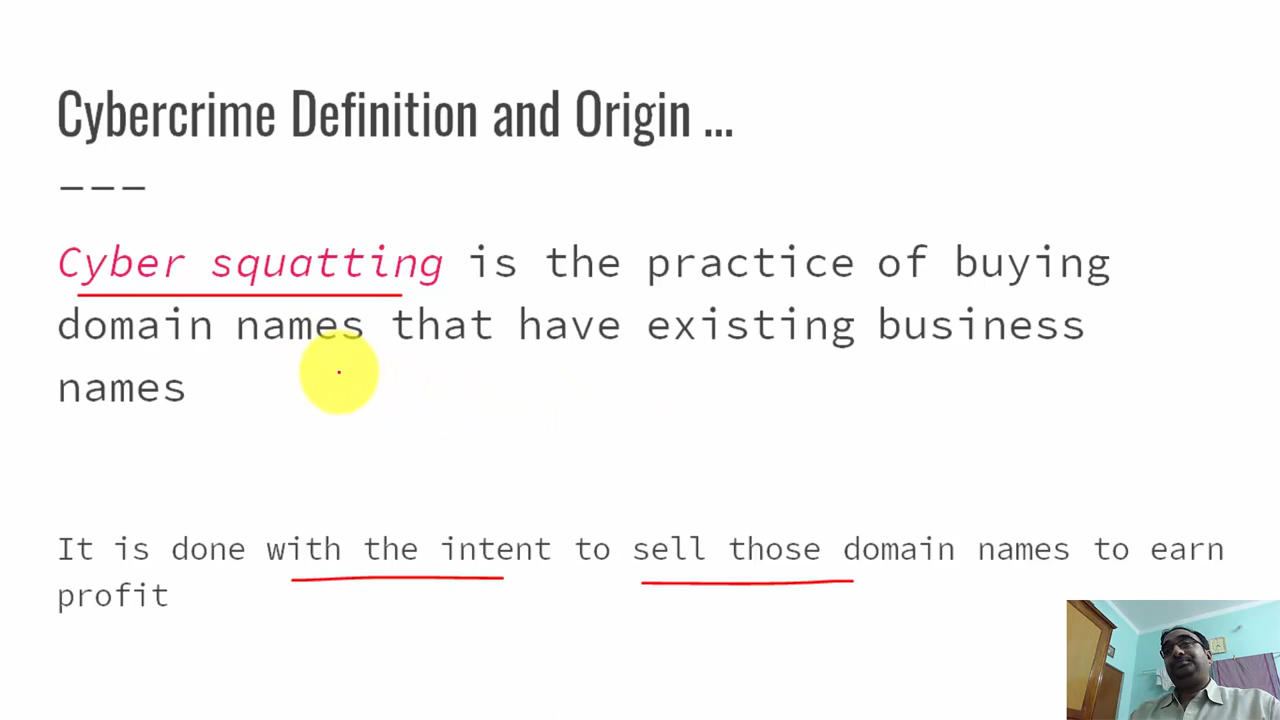 Cybercrime Definition and Origin ...
———
Cyber squatting is the practice of buying
domain names that have existing business
names
It is done with the intent to sell those domain names to earn
profit